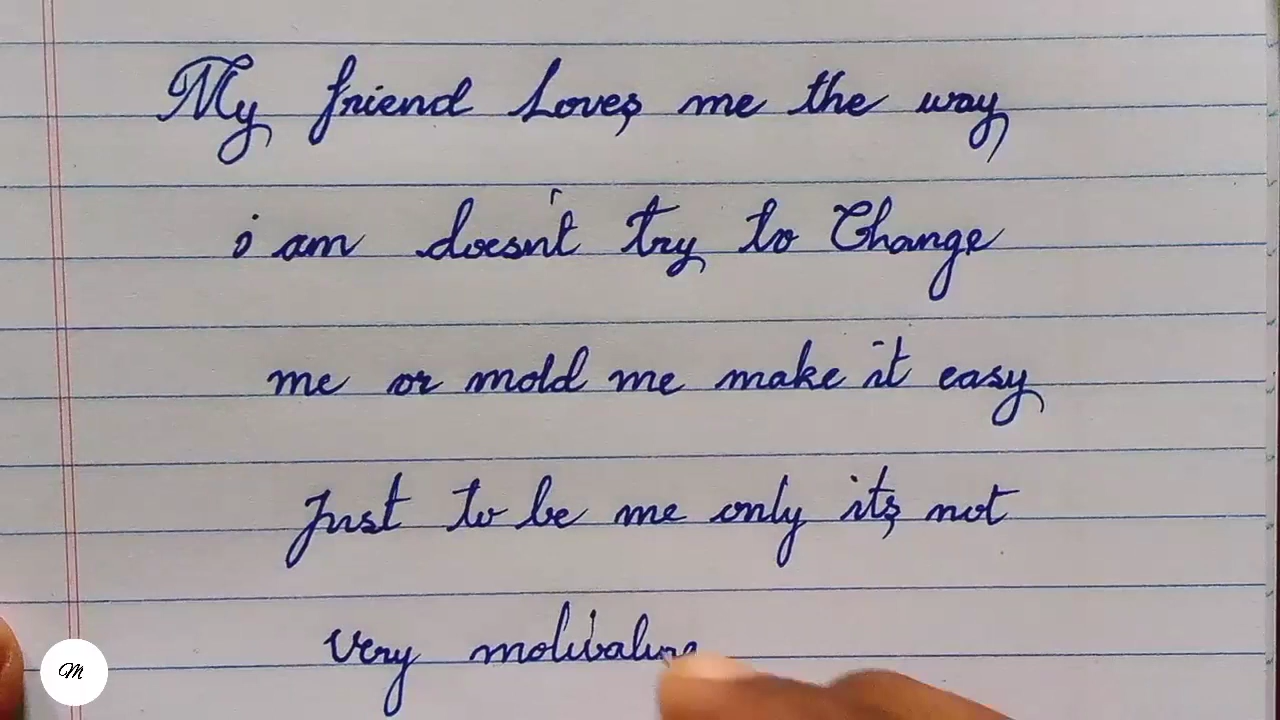 My friend Loves me the way
i am doesn't try to Change
me or mold me make it easy
Just to be me only its not
Very
M